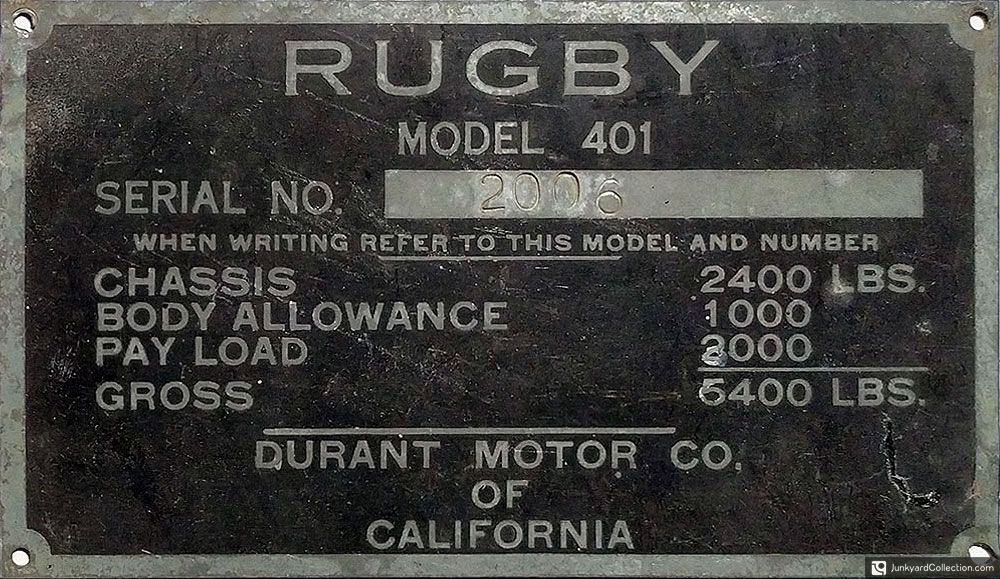 RUGBY
MODEL 401
SERIAL NO. 2006
WHEN WRITING REFER TO THIS MODEL AND NUMBER
CHASSIS 2400 LBS.
BODY ALLOWANCE 1000
PAY LOAD 2000
GROSS 5400 LBS.
DURANT MOTOR CO.
OF
CALIFORNIA
JunkyardCollection.com